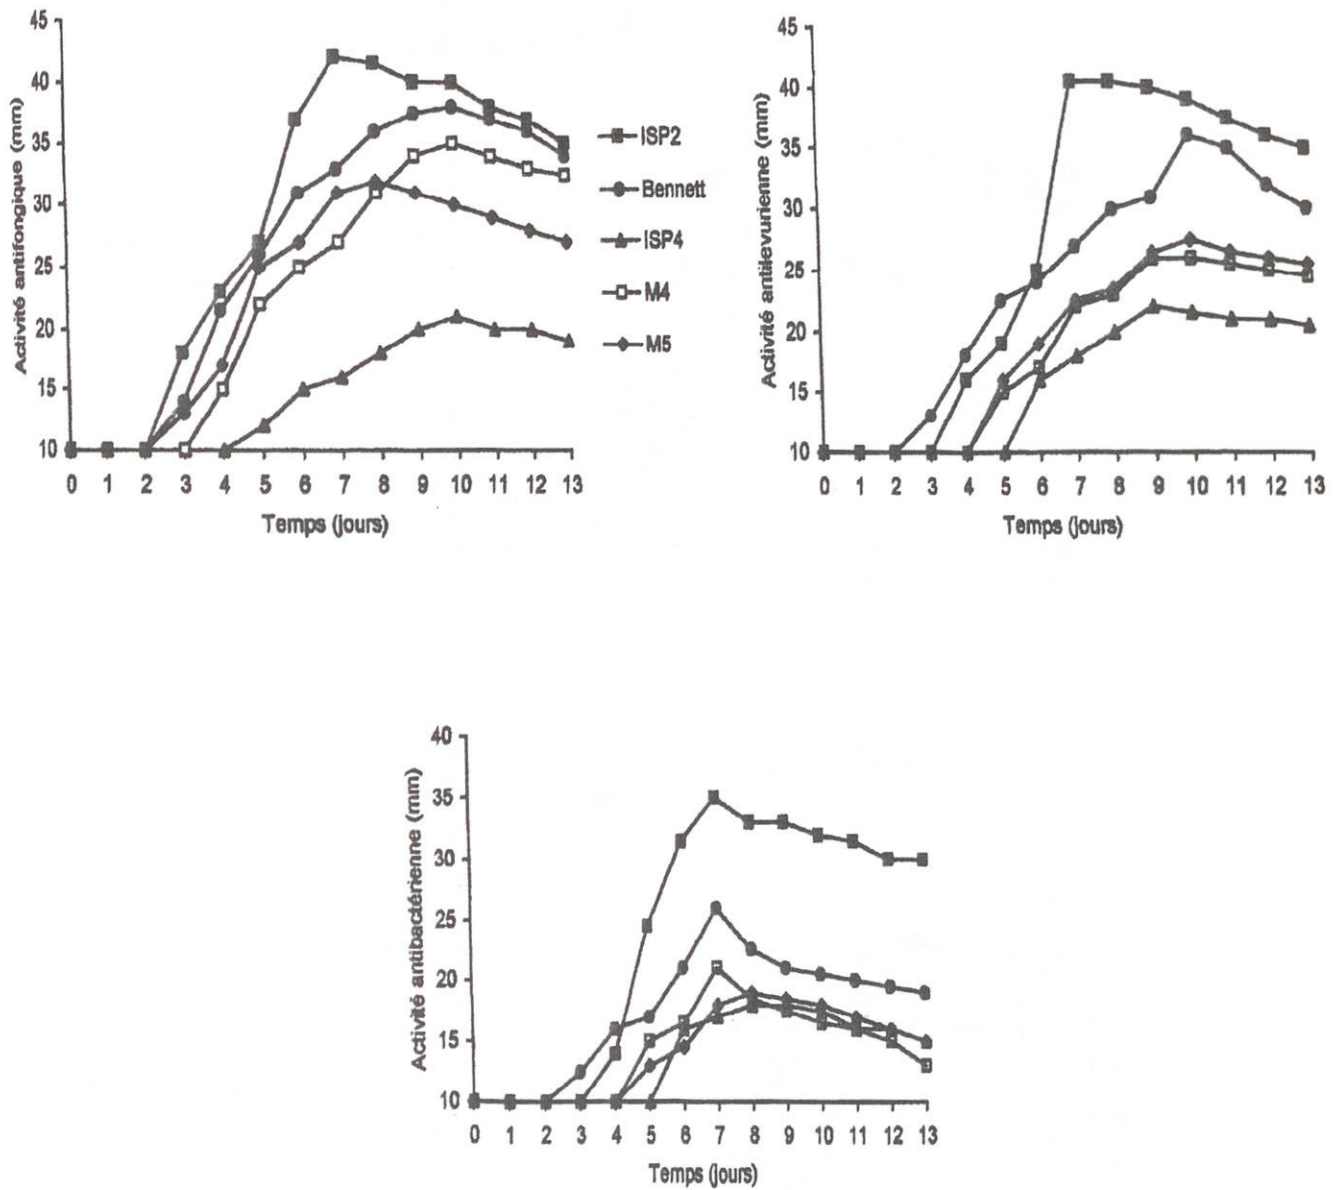 Activité antifongique (mm)
45
40
35
30
25
20
15
10
0 1 2 3 4 5 6 7 8 9 10 11 12 13
Temps (jours)
ISP2
Bennett
ISP4
M4
M5
Activité antilevurienne (mm)
45
40
35
30
25
20
15
10
0 1 2 3 4 5 6 7 8 9 10 11 12 13
Temps (jours)
Activité antibactérienne (mm)
40
35
30
25
20
15
10
0 1 2 3 4 5 6 7 8 9 10 11 12 13
Temps (jours)